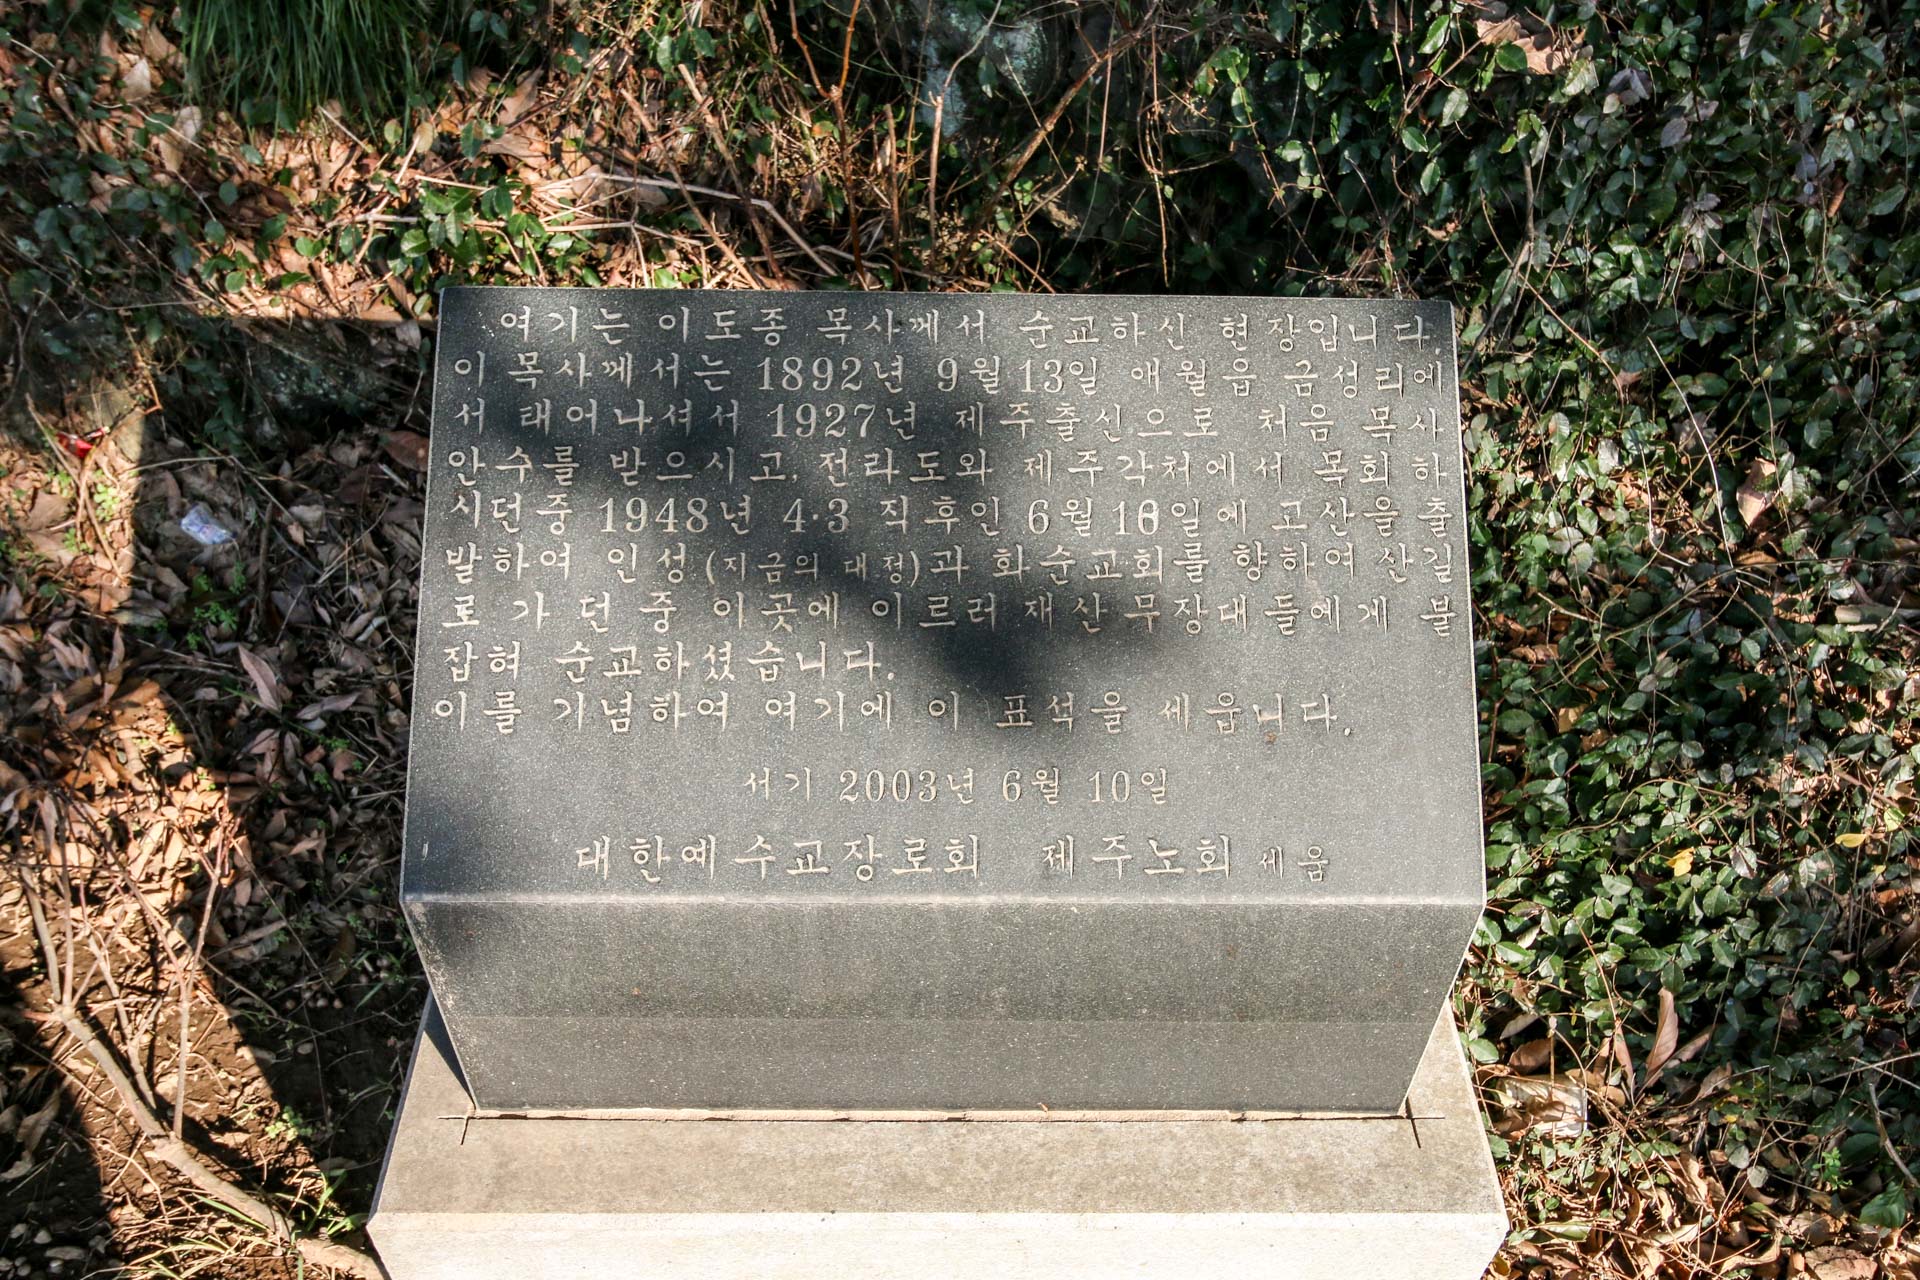 여기는 이도종 목사께서 순교하신 현장입니다.
이 목사께서는 1892년 9월 13일 애월읍 금성리에
서 태어나셔서 1927년 제주출신으로 처음 목사
안수를 받으시고, 전라도와 제주각처에서 목회하
시던중 1948년 4·3 직후인 6월 에 고산을 출
발하여 인성(지금의 대정)과 화순교회를 향하여 산길
로 가던 중 이곳에 이르러 재산무장대들에게 붙
잡혀 순교하셨습니다.
이를 기념하여 여기에 이 표석을 세웁니다.
서기 2003년 6월 10일
대한예수교장로회 제주노회 세움